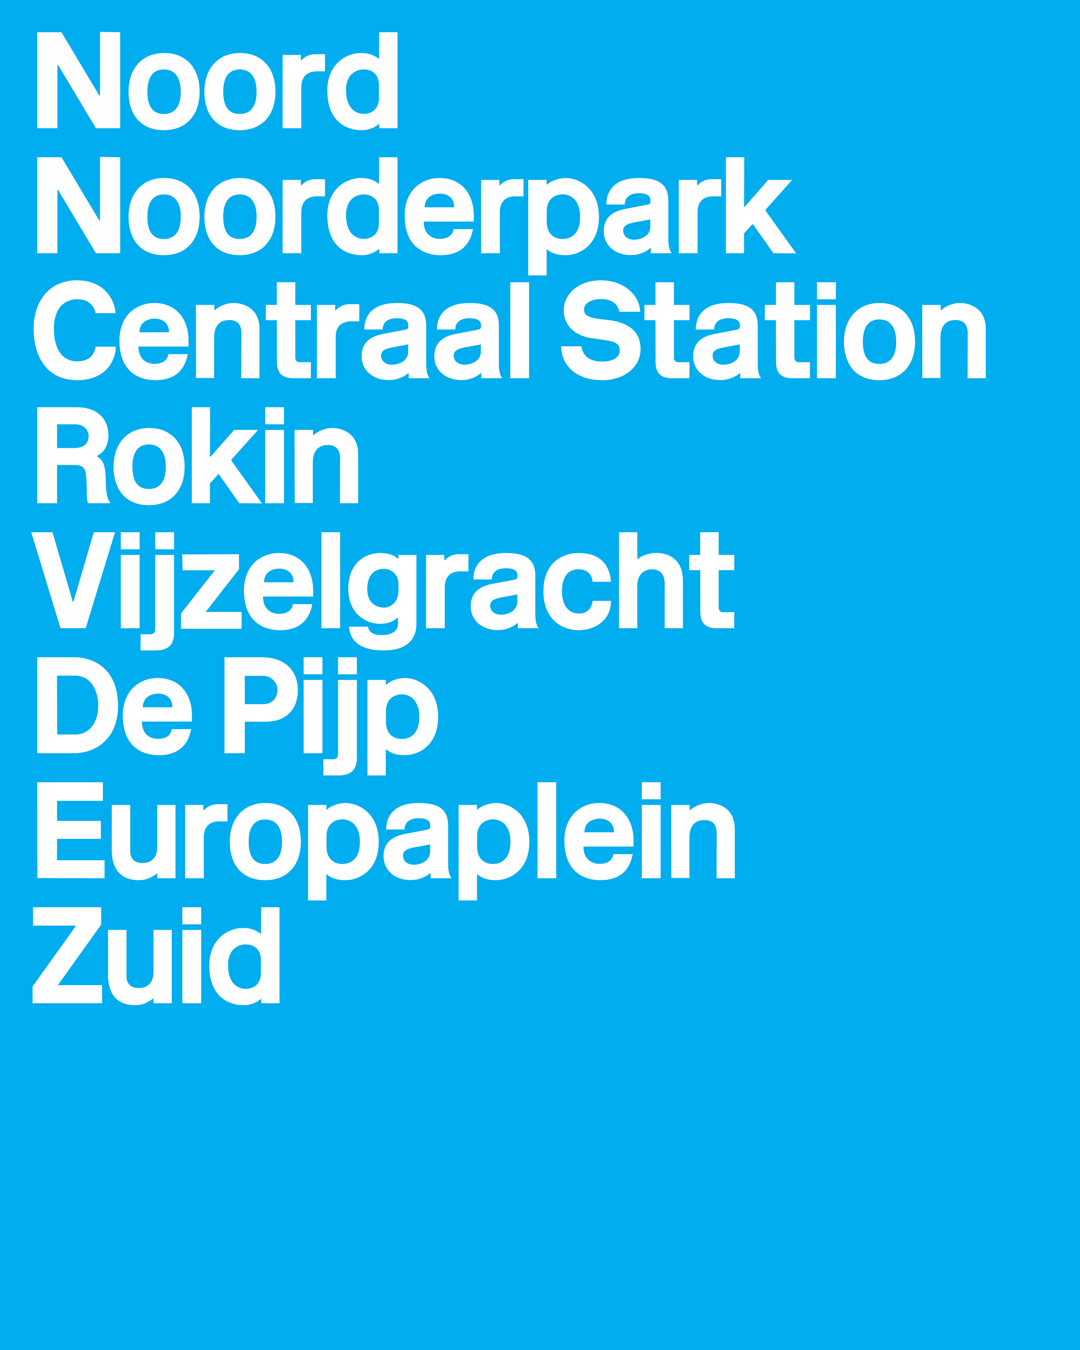 Noord
Noorderpark
Centraal Station
Rokin
Vijzelgracht
De Pijp
Europaplein
Zuid